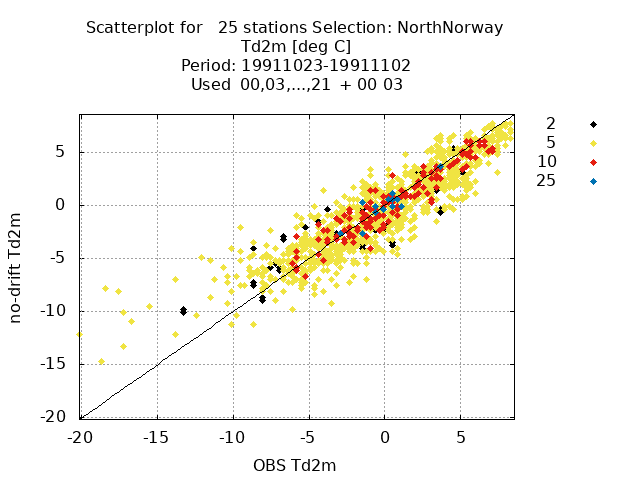 Scatterplot for   25 stations Selection: NorthNorway
Td2m [deg C]
Period: 19911023-19911102
Used  00,03,...,21  + 00 03
2
5
10
25
no-drift Td2m
5
0
-5
-10
-15
-20
-20 -15 -10 -5 0 5
OBS Td2m